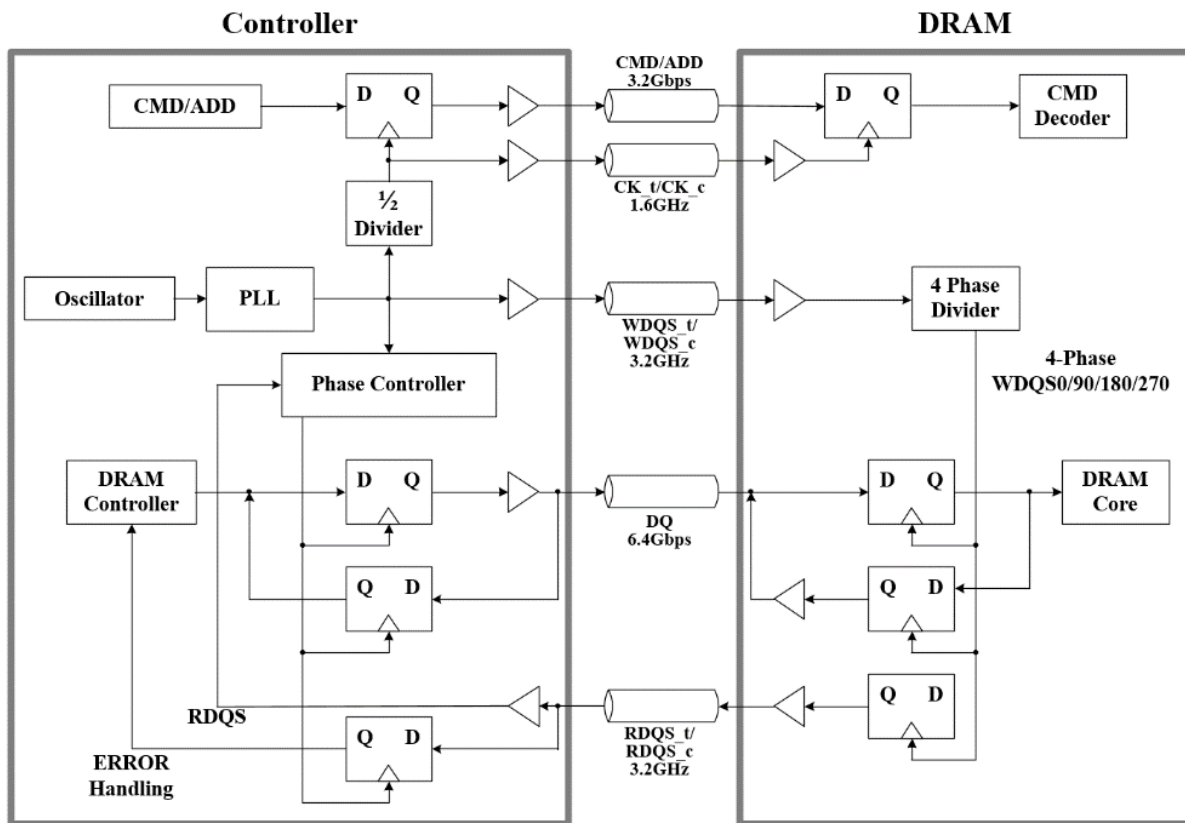 Controller
DRAM
CMD/ADD
D Q
CMD/ADD
3.2Gbps
D Q
CMD
Decoder
½
Divider
CK_t/CK_c
1.6GHz
Oscillator
PLL
WDQS_t/
WDQS_c
3.2GHz
4 Phase
Divider
Phase Controller
4-Phase
WDQS0/90/180/270
DRAM
Controller
D Q
DQ
6.4Gbps
D Q
DRAM
Core
Q D
Q D
RDQS
Q D
RDQS_t/
RDQS_c
3.2GHz
Q D
ERROR
Handling